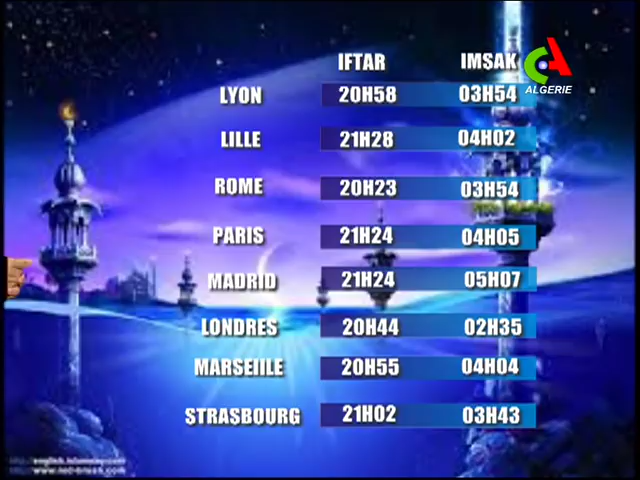 IFTAR IMSAK
ALGERIE
LYON 20H58 03H54
LILLE 21H28 04H02
ROME 20H23 03H54
PARIS 21H24 04H05
MADRID 21H24 05H07
LONDRES 20H44 02H35
MARSEIILE 20H55 04H04
STRASBOURG 21H02 03H43